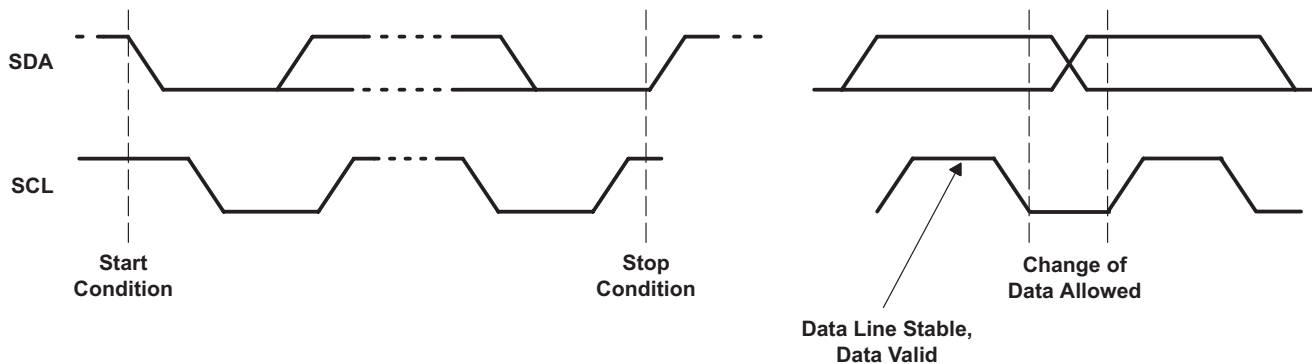 SDA
SCL
Start
Condition
Stop
Condition
Change of
Data Allowed
Data Line Stable,
Data Valid